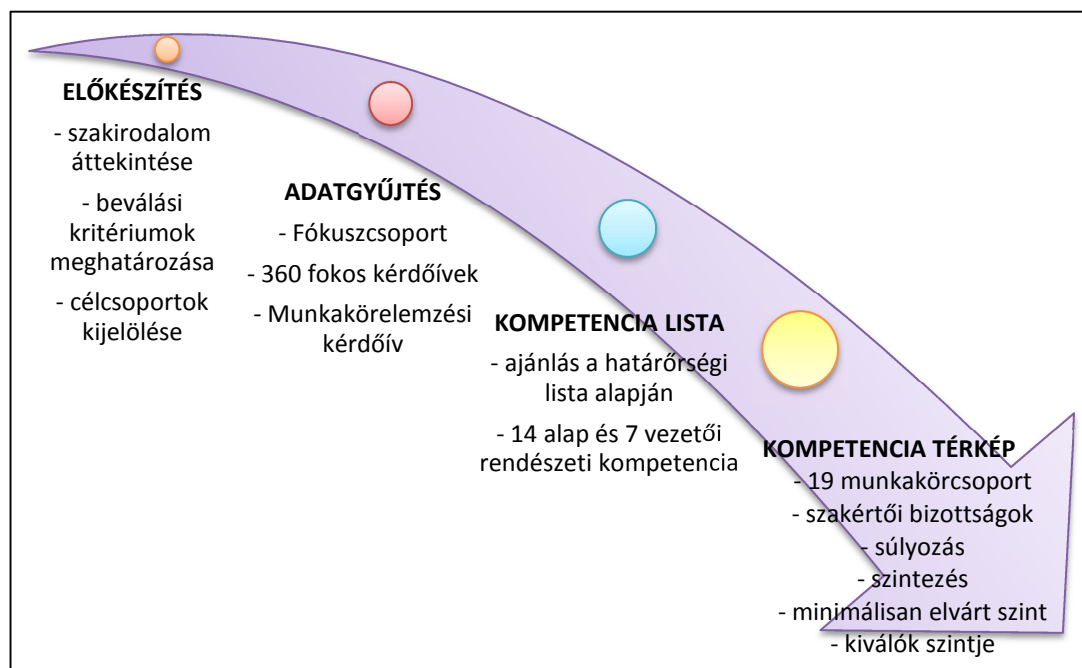 ELŐKÉSZÍTÉS
- szakirodalom
áttekintése
- beválási
kritériumok
meghatározása
- célcsoportok
kijelölése
ADATGYŰJTÉS
- Fókuszcsoport
- 360 fokos kérdőívek
- Munkakörelemzési
kérdőív
KOMPETENCIA LISTA
- ajánlás a határőrségi
lista alapján
- 14 alap és 7 vezetői
rendészeti kompetencia
KOMPETENCIA TÉRKÉP
- 19 munkakörcsoport
- szakértői bizottságok
- súlyozás
- szintezés
- minimálisan elvárt szint
- kiválók szintje